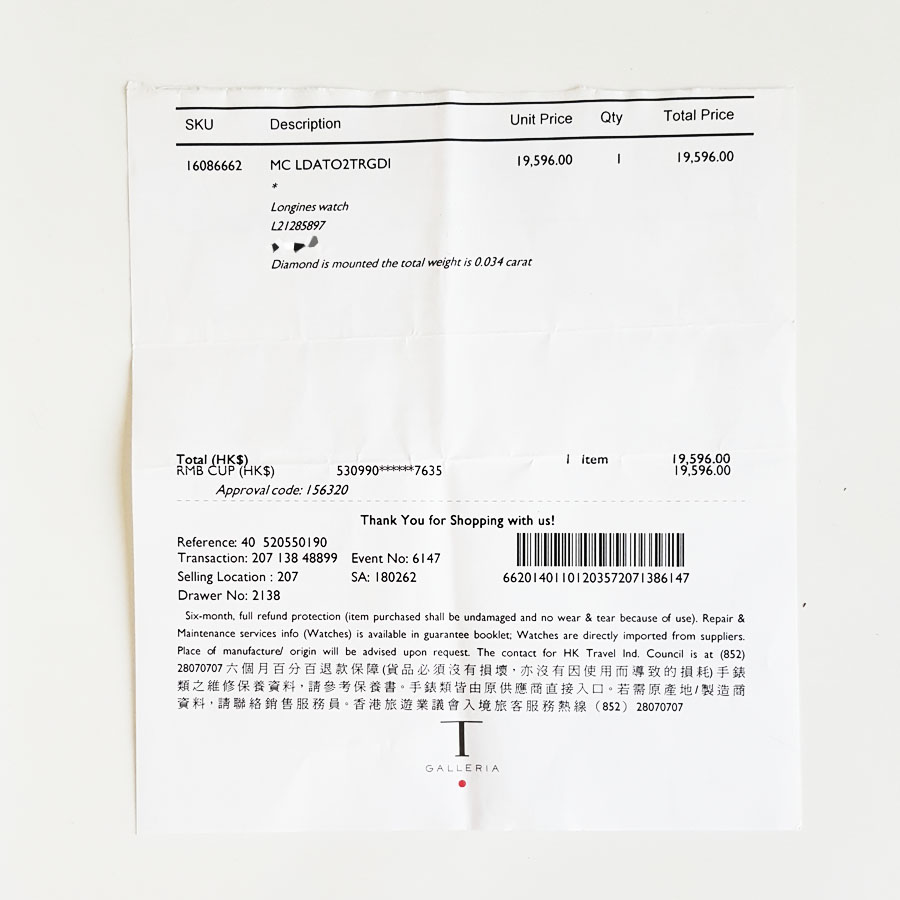 SKU Description Unit Price Qty Total Price
16086662 MC LDATO2TRGDI 19,596.00 1 19,596.00
*
Longines watch
L21285897
Diamond is mounted the total weight is 0.034 carat
Total (HK$) 1 item 19,596.00
RMB CUP (HK$) 530990******7635 19,596.00
Approval code: 156320
Thank You for Shopping with us!
Reference: 40 520550190
Transaction: 207 138 48899 Event No: 6147
Selling Location : 207 SA: 180262
Drawer No: 2138
66201401101203572071386147
Six-month, full refund protection (item purchased shall be undamaged and no wear & tear because of use). Repair &
Maintenance services info (Watches) is available in guarantee booklet; Watches are directly imported from suppliers.
Place of manufacture/ origin will be advised upon request. The contact for HK Travel Ind. Council is at (852)
28070707 六個月百分百退款保障(貨品必須沒有損壞，亦沒有因使用而導致的損耗)手錶
類之維修保養資料，請參考保養書。手錶類皆由原供應商直接入口。若需原產地/製造商
資料，請聯絡銷售服務員。香港旅遊業議會入境旅客服務熱線（852）28070707
T
GALLERIA